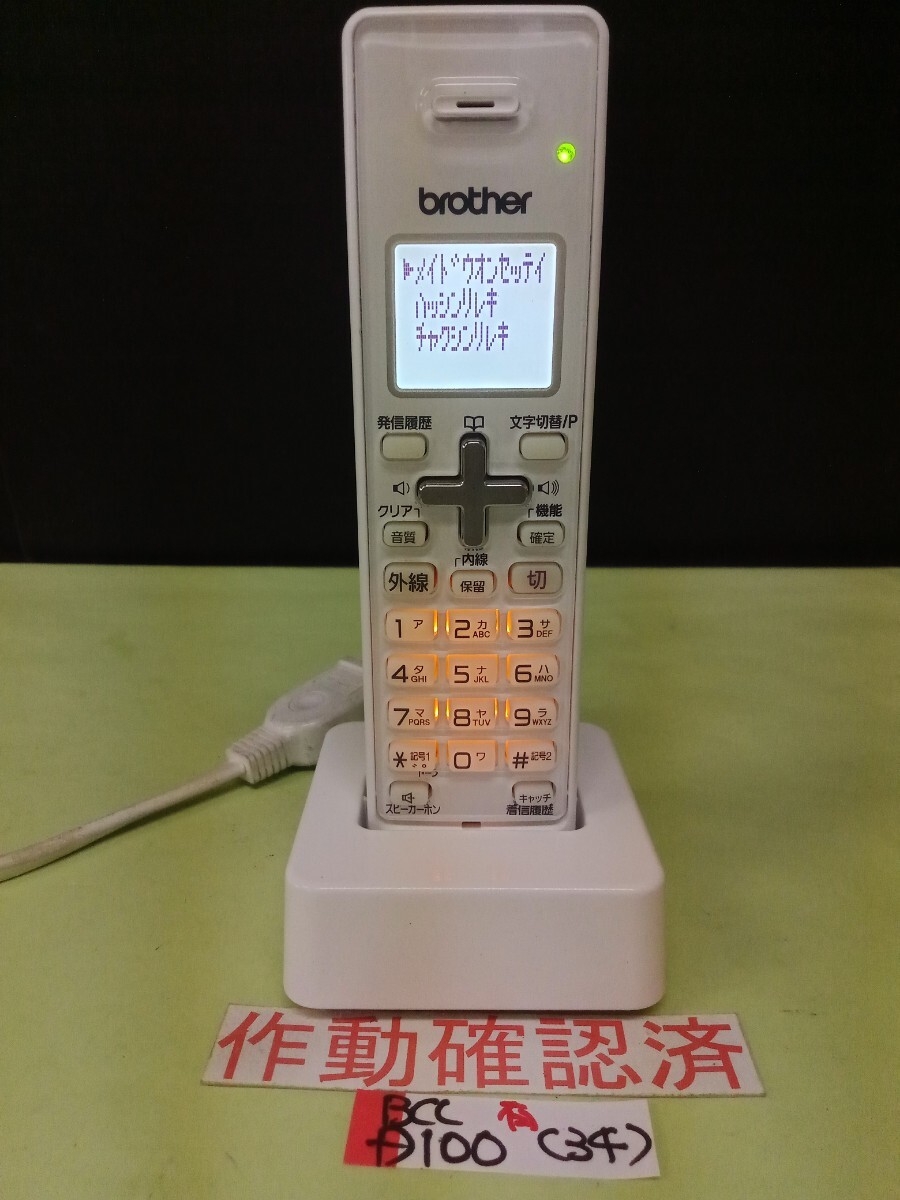 brother
▶メイドウオンセッテイ
ハッシンリレキ
チャクシンリレキ
発信履歴 文字切替/P
クリア 機能
音質 確定
内線
外線 保留 切
1 ア 2 カ ABC 3 サ DEF
4 タ GHI 5 ナ JKL 6 ハ MNO
7 マ PQRS 8 ヤ TUV 9 ラ WXYZ
* 記号1 0 ワ # 記号2
トーン
キャッチ
スピーカーホン 着信履歴
作動確認済
BCL
D100 (34)